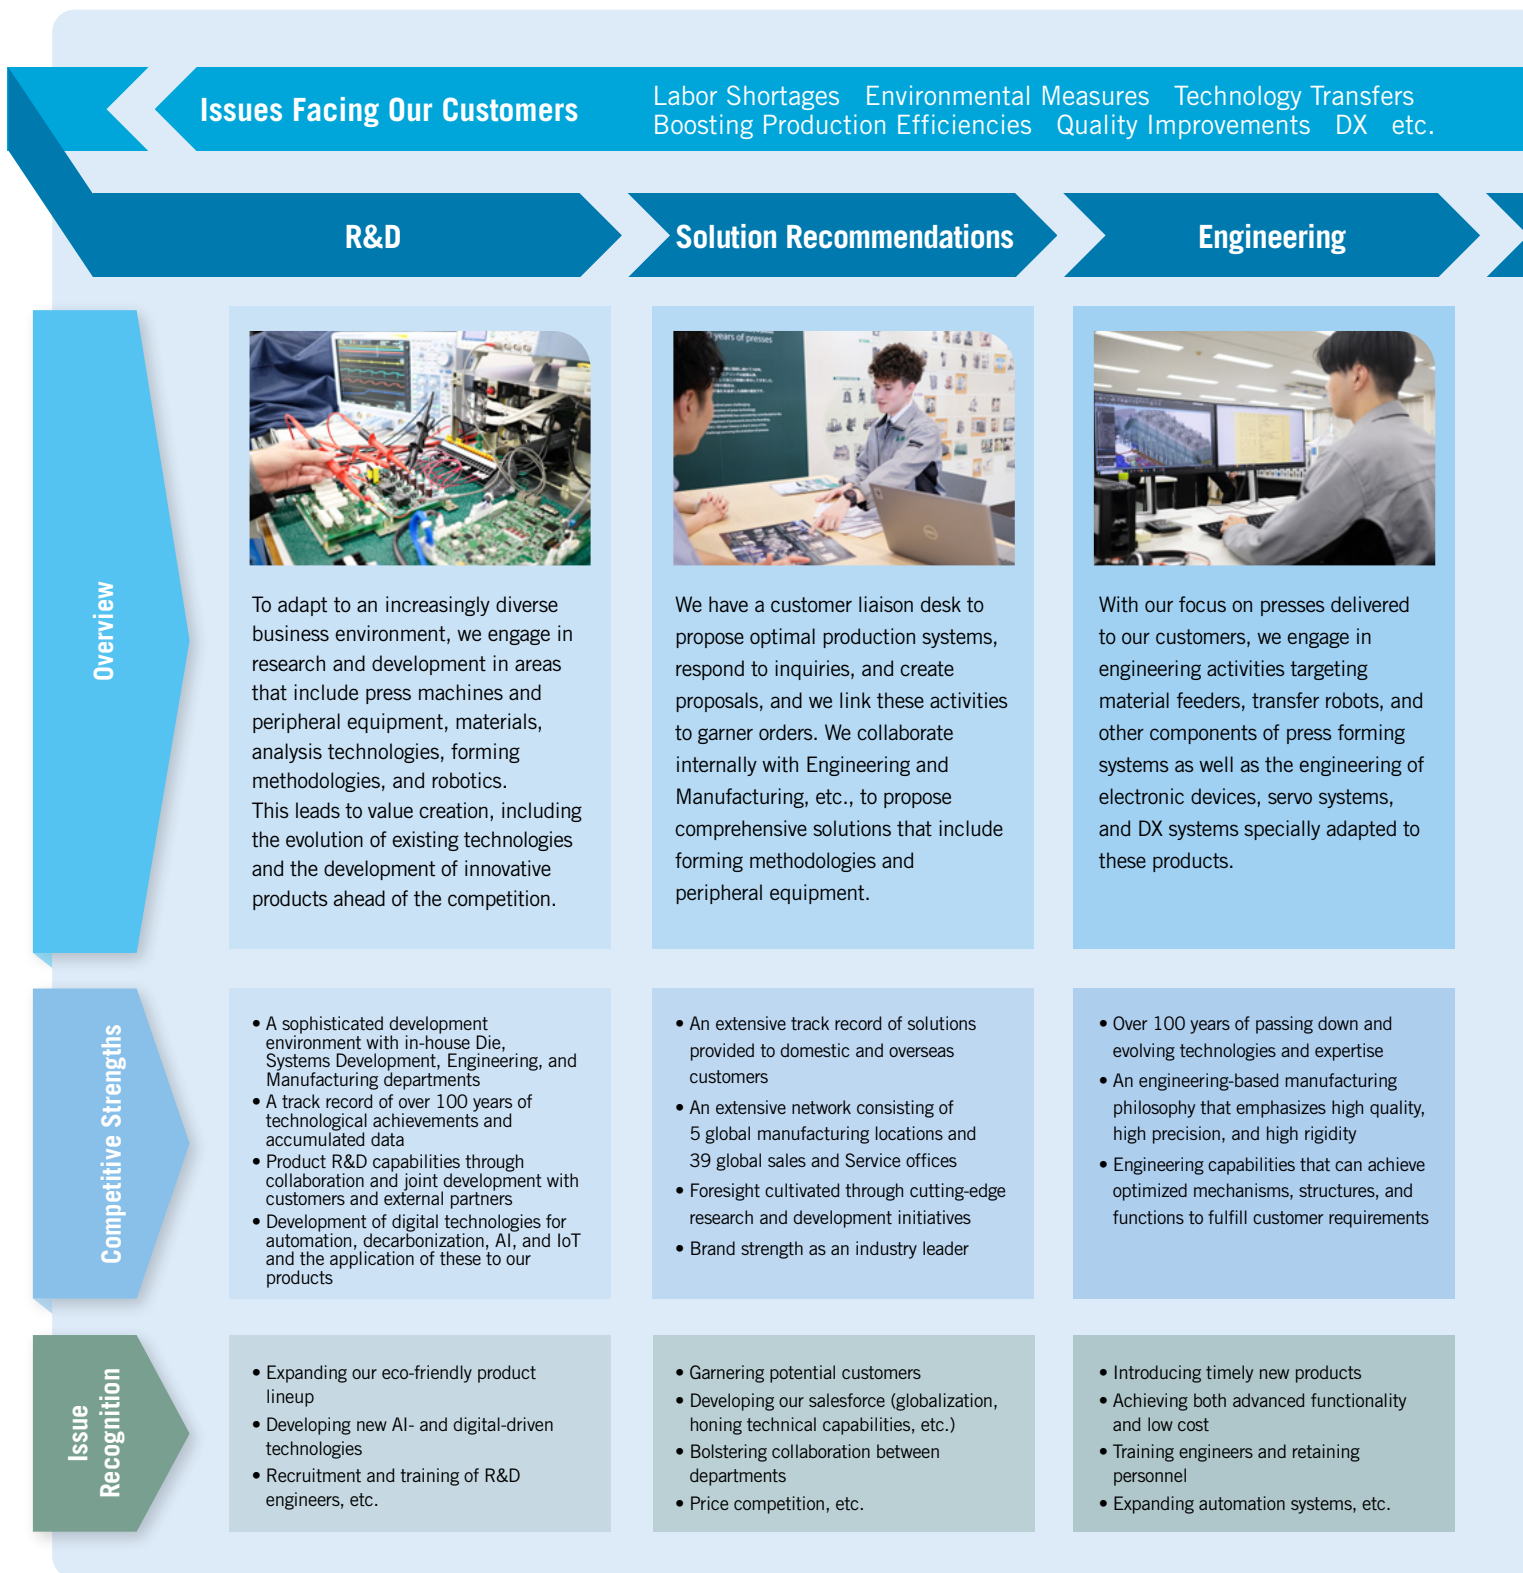 Issues Facing Our Customers
Labor Shortages Environmental Measures Technology Transfers
Boosting Production Efficiencies Quality Improvements DX etc.
R&D
Solution Recommendations
Engineering
Overview
years of presses
To adapt to an increasingly diverse
business environment, we engage in
research and development in areas
that include press machines and
peripheral equipment, materials,
analysis technologies, forming
methodologies, and robotics.
This leads to value creation, including
the evolution of existing technologies
and the development of innovative
products ahead of the competition.
We have a customer liaison desk to
propose optimal production systems,
respond to inquiries, and create
proposals, and we link these activities
to garner orders. We collaborate
internally with Engineering and
Manufacturing, etc., to propose
comprehensive solutions that include
forming methodologies and
peripheral equipment.
With our focus on presses delivered
to our customers, we engage in
engineering activities targeting
material feeders, transfer robots, and
other components of press forming
systems as well as the engineering of
electronic devices, servo systems,
and DX systems specially adapted to
these products.
Competitive Strengths
• A sophisticated development
environment with in-house Die,
Systems Development, Engineering, and
Manufacturing departments
• A track record of over 100 years of
technological achievements and
accumulated data
• Product R&D capabilities through
collaboration and joint development with
customers and external partners
• Development of digital technologies for
automation, decarbonization, AI, and IoT
and the application of these to our
products
• An extensive track record of solutions
provided to domestic and overseas
customers
• An extensive network consisting of
5 global manufacturing locations and
39 global sales and Service offices
• Foresight cultivated through cutting-edge
research and development initiatives
• Brand strength as an industry leader
• Over 100 years of passing down and
evolving technologies and expertise
• An engineering-based manufacturing
philosophy that emphasizes high quality,
high precision, and high rigidity
• Engineering capabilities that can achieve
optimized mechanisms, structures, and
functions to fulfill customer requirements
Issue
Recognition
• Expanding our eco-friendly product
lineup
• Developing new AI- and digital-driven
technologies
• Recruitment and training of R&D
engineers, etc.
• Garnering potential customers
• Developing our salesforce (globalization,
honing technical capabilities, etc.)
• Bolstering collaboration between
departments
• Price competition, etc.
• Introducing timely new products
• Achieving both advanced functionality
and low cost
• Training engineers and retaining
personnel
• Expanding automation systems, etc.